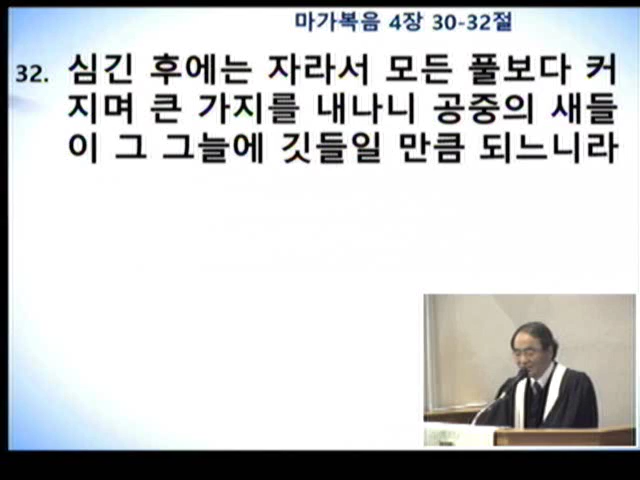 마가복음 4장 30-32절
32. 심긴 후에는 자라서 모든 풀보다 커
지며 큰 가지를 내나니 공중의 새들
이 그 그늘에 깃들일 만큼 되느니라